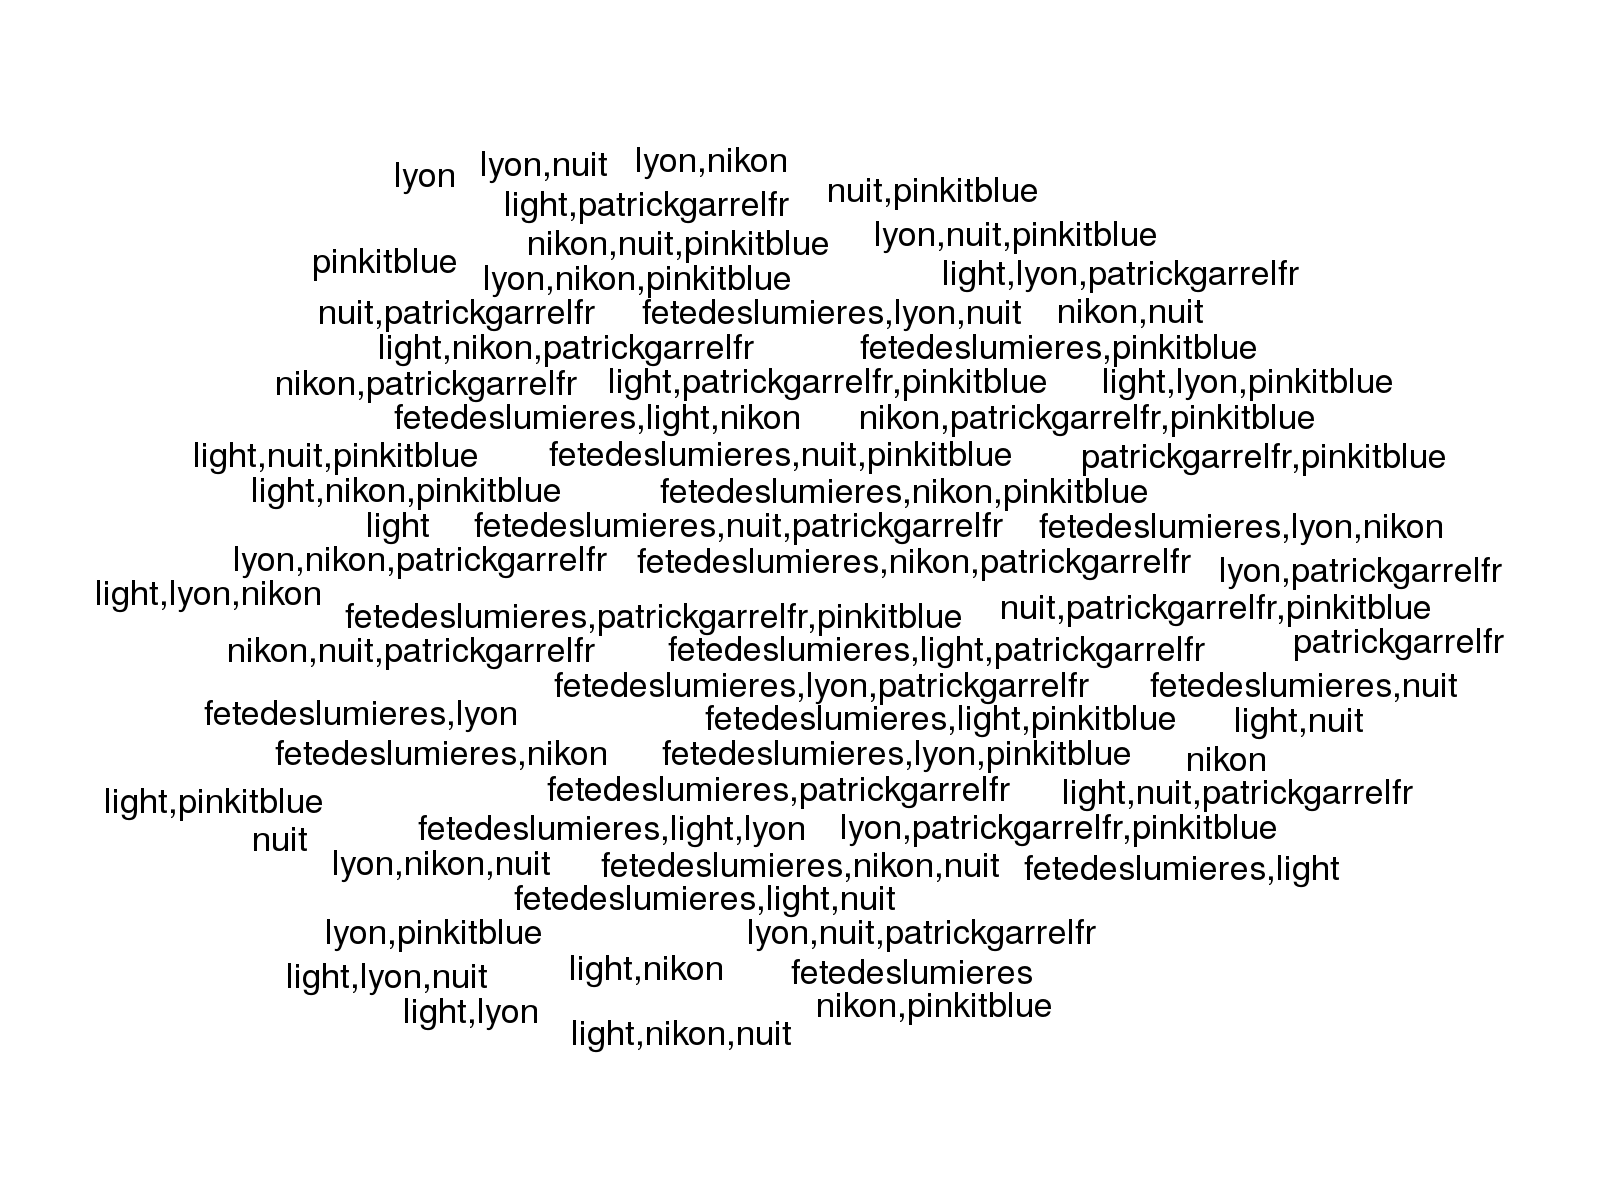 lyon lyon,nuit lyon,nikon
nuit,pinkitblue
light,patrickgarrelfr
nikon,nuit,pinkitblue lyon,nuit,pinkitblue
pinkitblue lyon,nikon,pinkitblue light,lyon,patrickgarrelfr
nuit,patrickgarrelfr fetedeslumieres,lyon,nuit nikon,nuit
light,nikon,patrickgarrelfr fetedeslumieres,pinkitblue
nikon,patrickgarrelfr light,patrickgarrelfr,pinkitblue light,lyon,pinkitblue
fetedeslumieres,light,nikon nikon,patrickgarrelfr,pinkitblue
light,nuit,pinkitblue fetedeslumieres,nuit,pinkitblue patrickgarrelfr,pinkitblue
light,nikon,pinkitblue fetedeslumieres,nikon,pinkitblue
light fetedeslumieres,nuit,patrickgarrelfr fetedeslumieres,lyon,nikon
lyon,nikon,patrickgarrelfr fetedeslumieres,nikon,patrickgarrelfr lyon,patrickgarrelfr
light,lyon,nikon
fetedeslumieres,patrickgarrelfr,pinkitblue nuit,patrickgarrelfr,pinkitblue
nikon,nuit,patrickgarrelfr fetedeslumieres,light,patrickgarrelfr patrickgarrelfr
fetedeslumieres,lyon,patrickgarrelfr fetedeslumieres,nuit
fetedeslumieres,lyon fetedeslumieres,light,pinkitblue light,nuit
fetedeslumieres,nikon fetedeslumieres,lyon,pinkitblue nikon
light,pinkitblue fetedeslumieres,patrickgarrelfr light,nuit,patrickgarrelfr
nuit fetedeslumieres,light,lyon lyon,patrickgarrelfr,pinkitblue
lyon,nikon,nuit fetedeslumieres,nikon,nuit fetedeslumieres,light
fetedeslumieres,light,nuit
lyon,pinkitblue lyon,nuit,patrickgarrelfr
light,lyon,nuit light,nikon fetedeslumieres
light,lyon nikon,pinkitblue
light,nikon,nuit